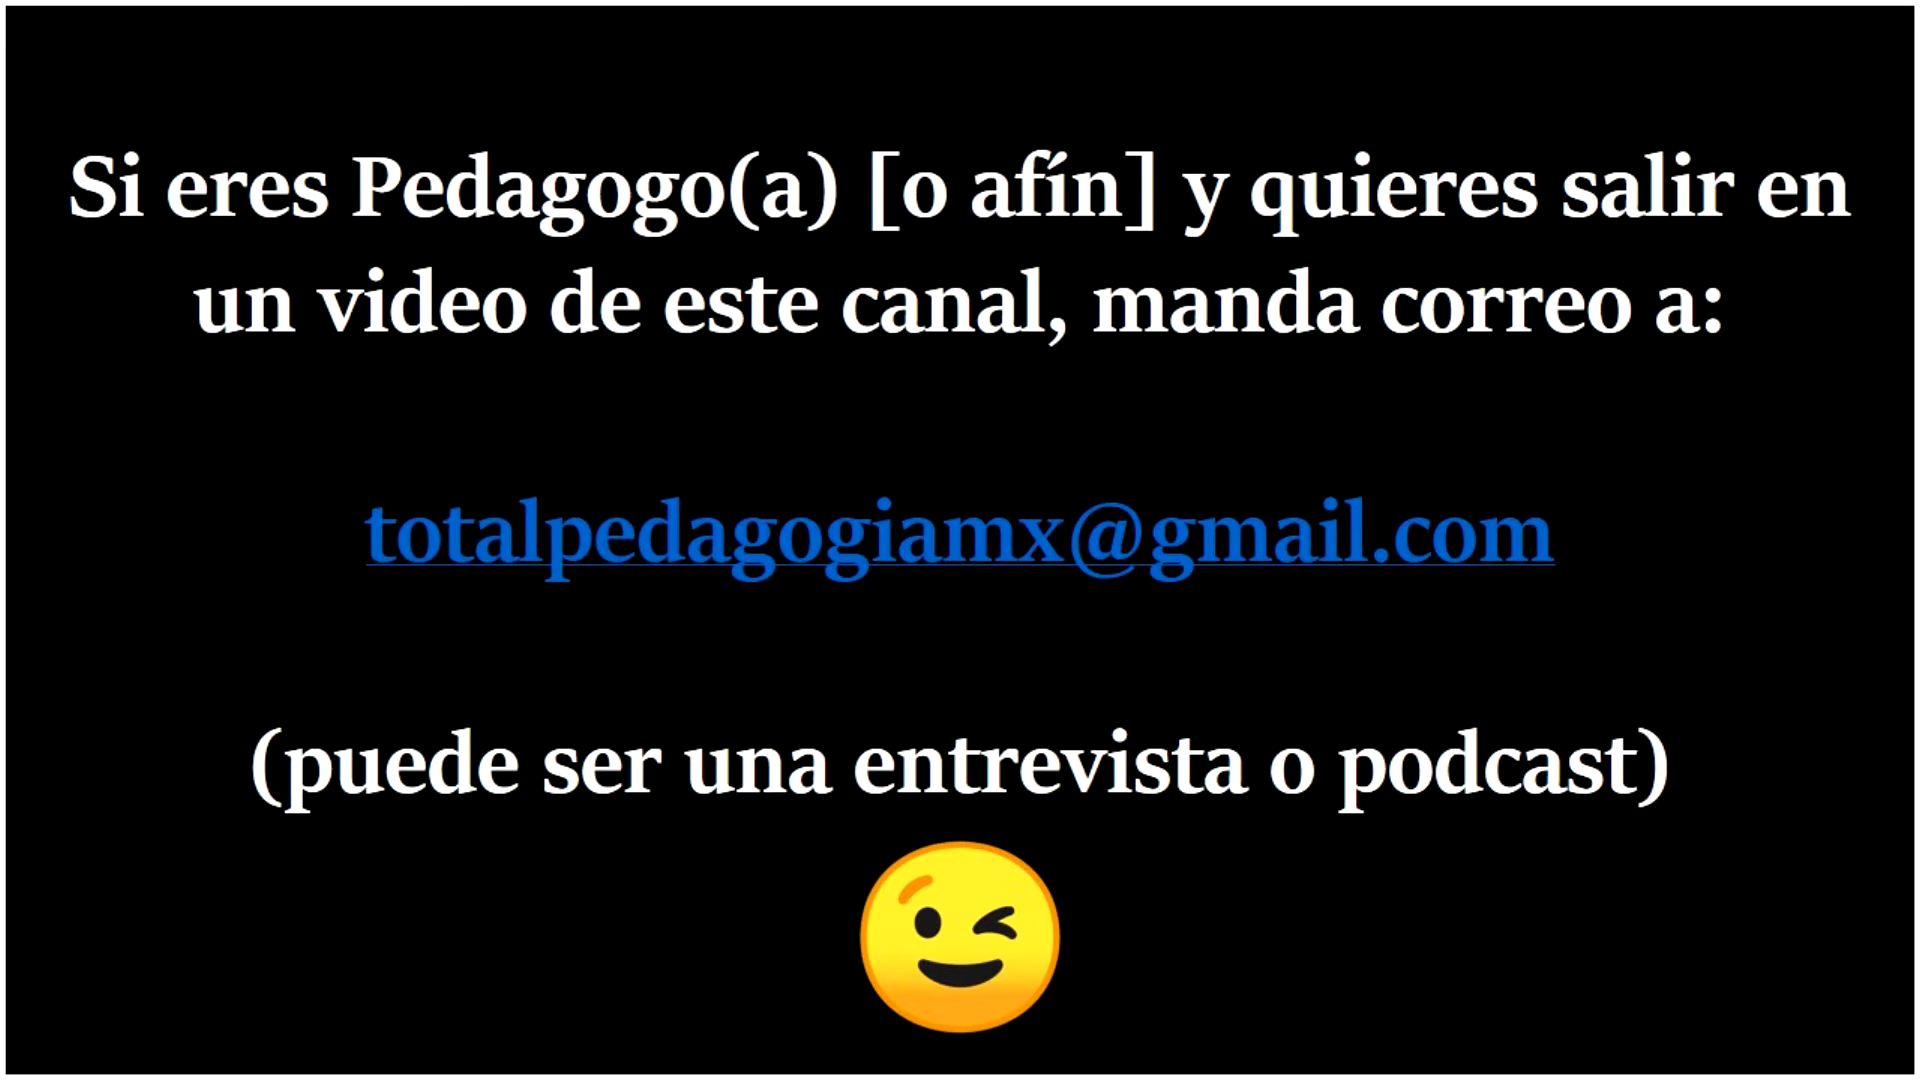 Si eres Pedagogo(a) [o afín] y quieres salir en
un video de este canal, manda correo a:
totalpedagogiamx@gmail.com
(puede ser una entrevista o podcast)